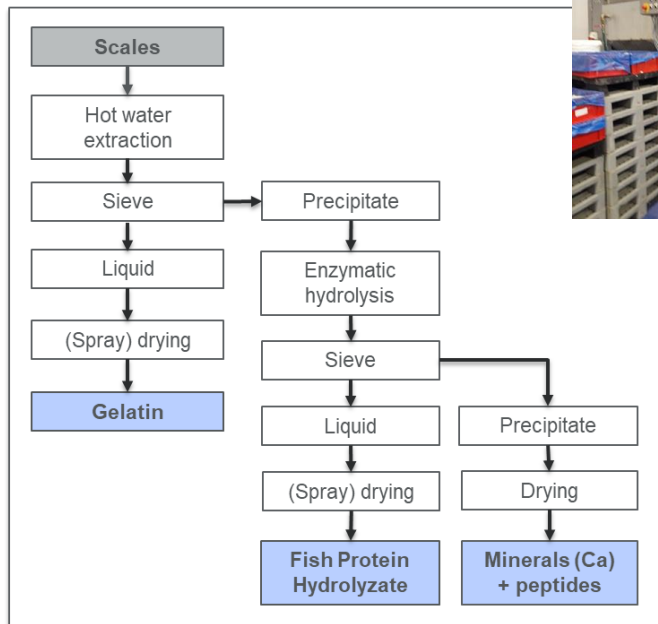 Scales
Hot water
extraction
Sieve
Precipitate
Liquid
Enzymatic
hydrolysis
(Spray) drying
Sieve
Gelatin
Liquid
Precipitate
(Spray) drying
Drying
Fish Protein
Hydrolyzate
Minerals (Ca)
+ peptides